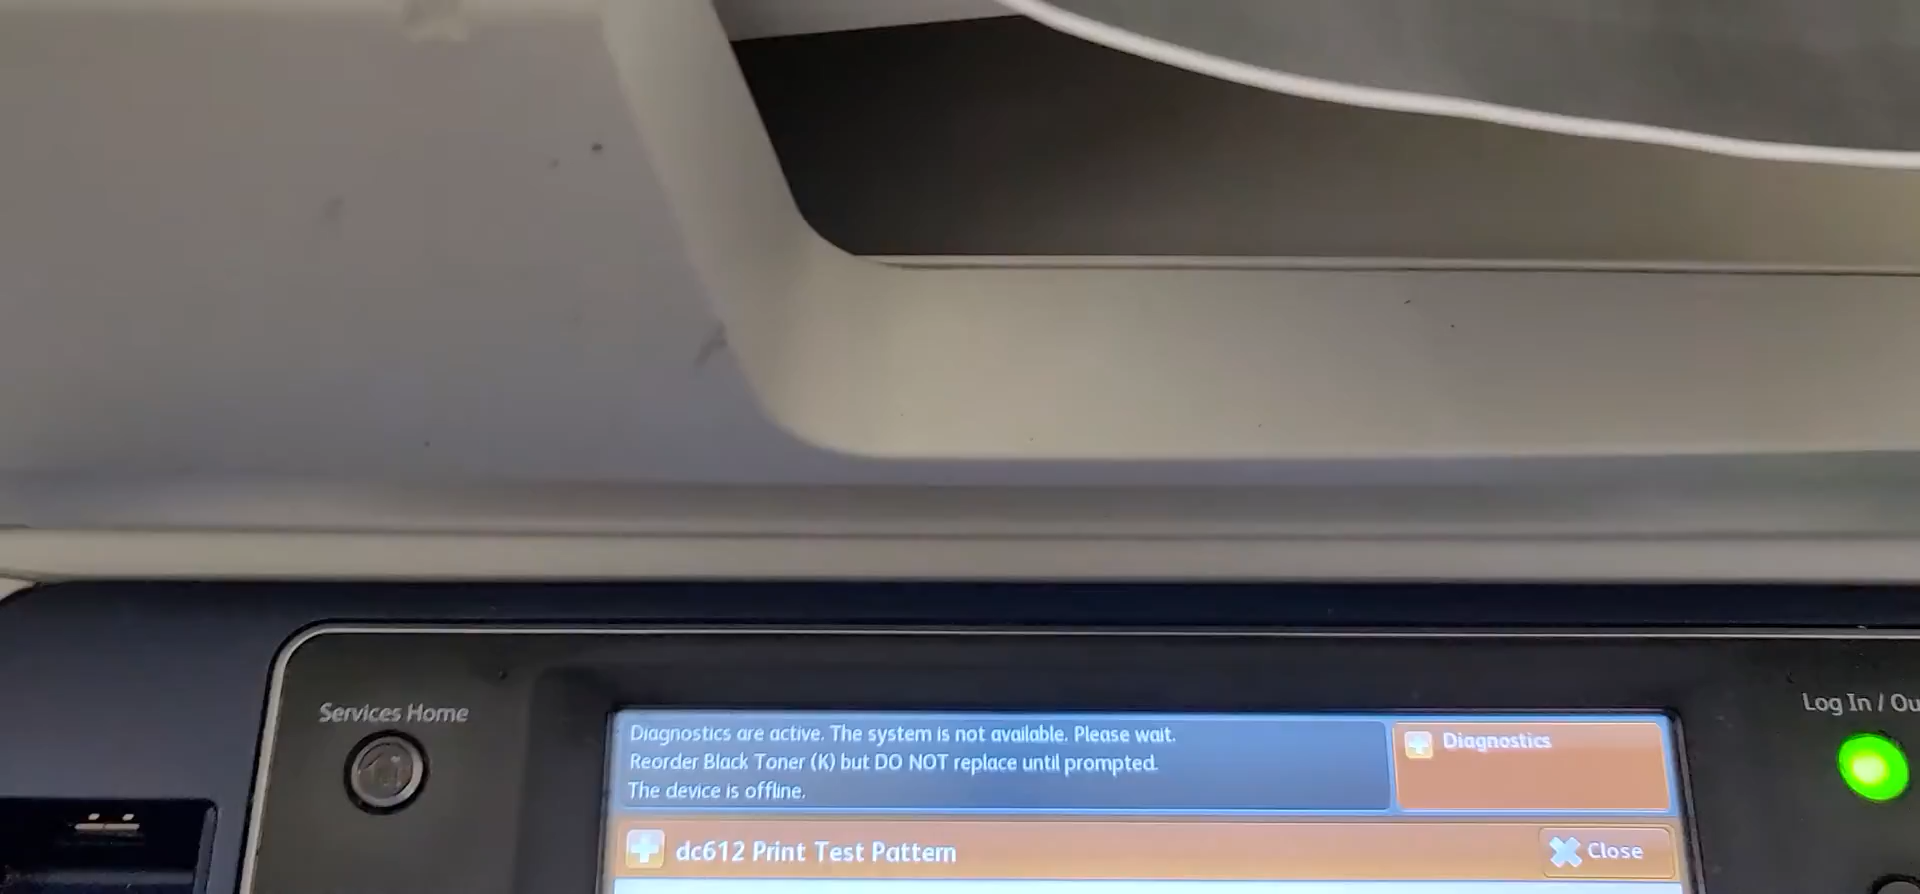 Services Home
Log In / Ou
Diagnostics are active. The system is not available. Please wait.
Reorder Black Toner (K) but DO NOT replace until prompted.
The device is offline.
Diagnostics
dc612 Print Test Pattern
Close